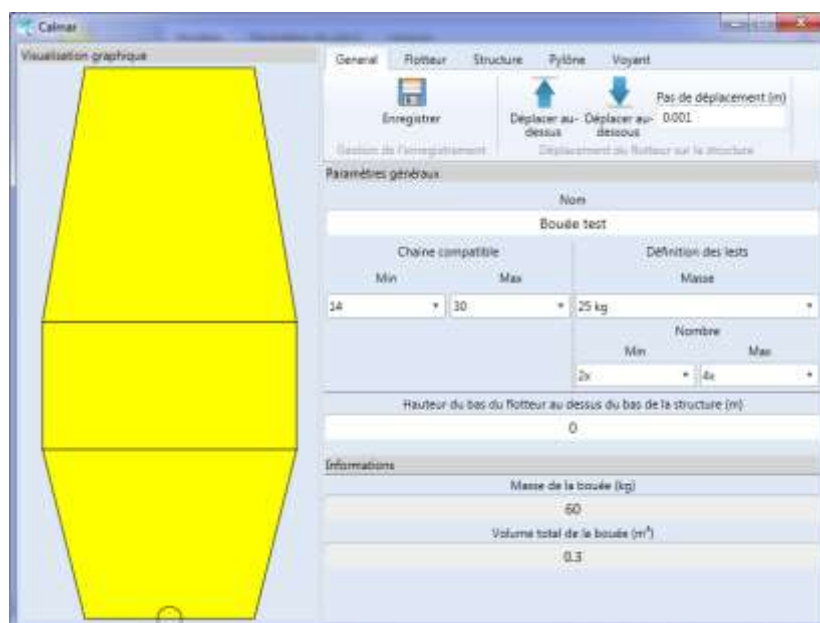 Calmar
Visualisation graphique
General Flotteur Structure Pylône Voyant
Enregistrer
Déplacer au-dessus
Déplacer au-dessous
Pas de déplacement (m)
0.001
Gestion de l'enregistrement
Déplacement du flotteur sur la structure
Paramètres généraux
Nom
Bouée test
Chaine compatible
Définition des lests
Min Max
Masse
14 30 25 kg
Nombre
Min Max
2x 4x
Hauteur du bas du flotteur au dessus du bas de la structure (m)
0
Informations
Masse de la bouée (kg)
60
Volume total de la bouée (m³)
0.3